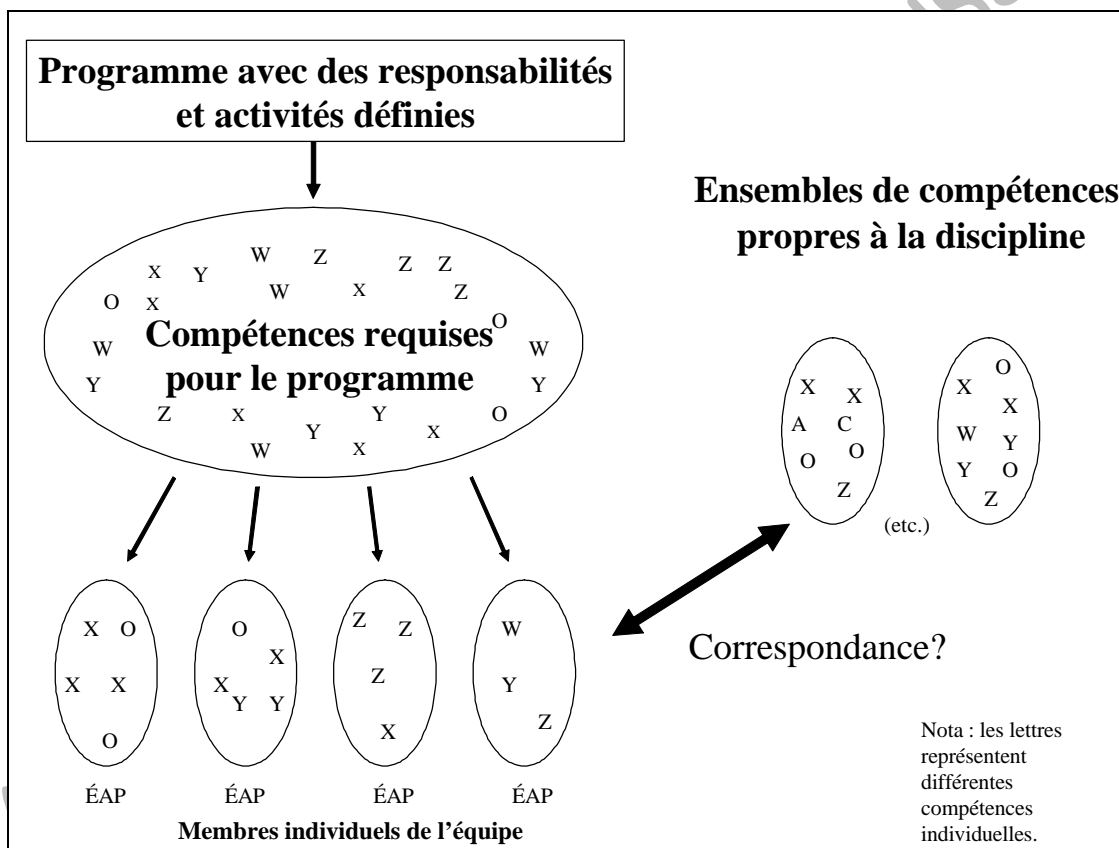 Programme avec des responsabilités
et activités définies
Ensembles de compétences
propres à la discipline
W Z Z Z
X Y
W X Z
O X
Compétences requises
pour le programme
O
W W
Y Y
Z X Y O
W Y X X
X X
A C
O O
Z
O
X X
W Y
Y O
Z
(etc.)
X O
X X
O
O
X
X
Y Y
Z Z
Z
X
W
Y
Z
Correspondance?
ÉAP ÉAP ÉAP ÉAP
Membres individuels de l'équipe
Nota : les lettres
représentent
différentes
compétences
individuelles.